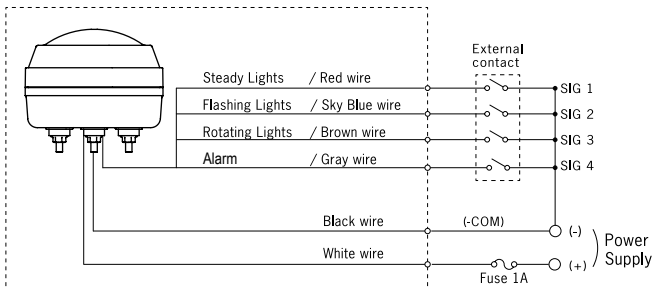 External
contact
Steady Lights / Red wire SIG 1
Flashing Lights / Sky Blue wire SIG 2
Rotating Lights / Brown wire SIG 3
Alarm / Gray wire SIG 4
Black wire (-COM) (-)
White wire (+)
Power
Supply
Fuse 1A